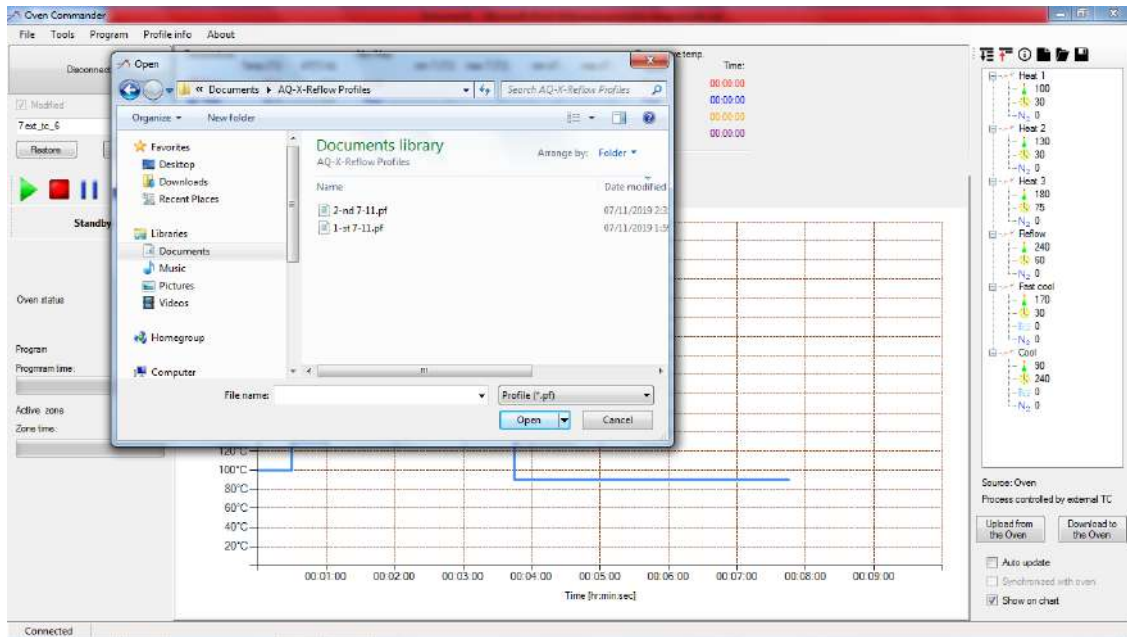 Oven Commander
File Tools Program Profile info About
Disconnect
Modified
7ext_tc_6
Restore
Standby
Oven status
Program
Programm time:
Active zone
Zone time:
Open
« Documents ▸ AQ-X-Reflow Profiles
Search AQ-X-Reflow Profiles
Organize New folder
Favorites
Desktop
Downloads
Recent Places
Libraries
Documents
Music
Pictures
Videos
Homegroup
Computer
Documents library
AQ-X-Reflow Profiles
Arrange by: Folder
Name Date modified
2-nd 7-11.pf 07/11/2019 2:3
1-st 7-11.pf 07/11/2019 1:5
File name:
Profile (*.pf)
Open Cancel
e temp.
Time:
00:00:00
00:00:00
00:00:00
00:00:00
120°C
100°C
80°C
60°C
40°C
20°C
00:01:00 00:02:00 00:03:00 00:04:00 00:05:00 00:06:00 00:07:00 00:08:00 00:09:00
Time [hr:min:sec]
Heat 1
100
30
N₂ 0
Heat 2
130
30
N₂ 0
Heat 3
180
75
N₂ 0
Reflow
240
60
N₂ 0
Fast cool
170
30
0
N₂ 0
Cool
90
240
0
N₂ 0
Source: Oven
Process controlled by external TC
Upload from the Oven
Download to the Oven
Auto update
Synchronized with oven
Show on chart
Connected